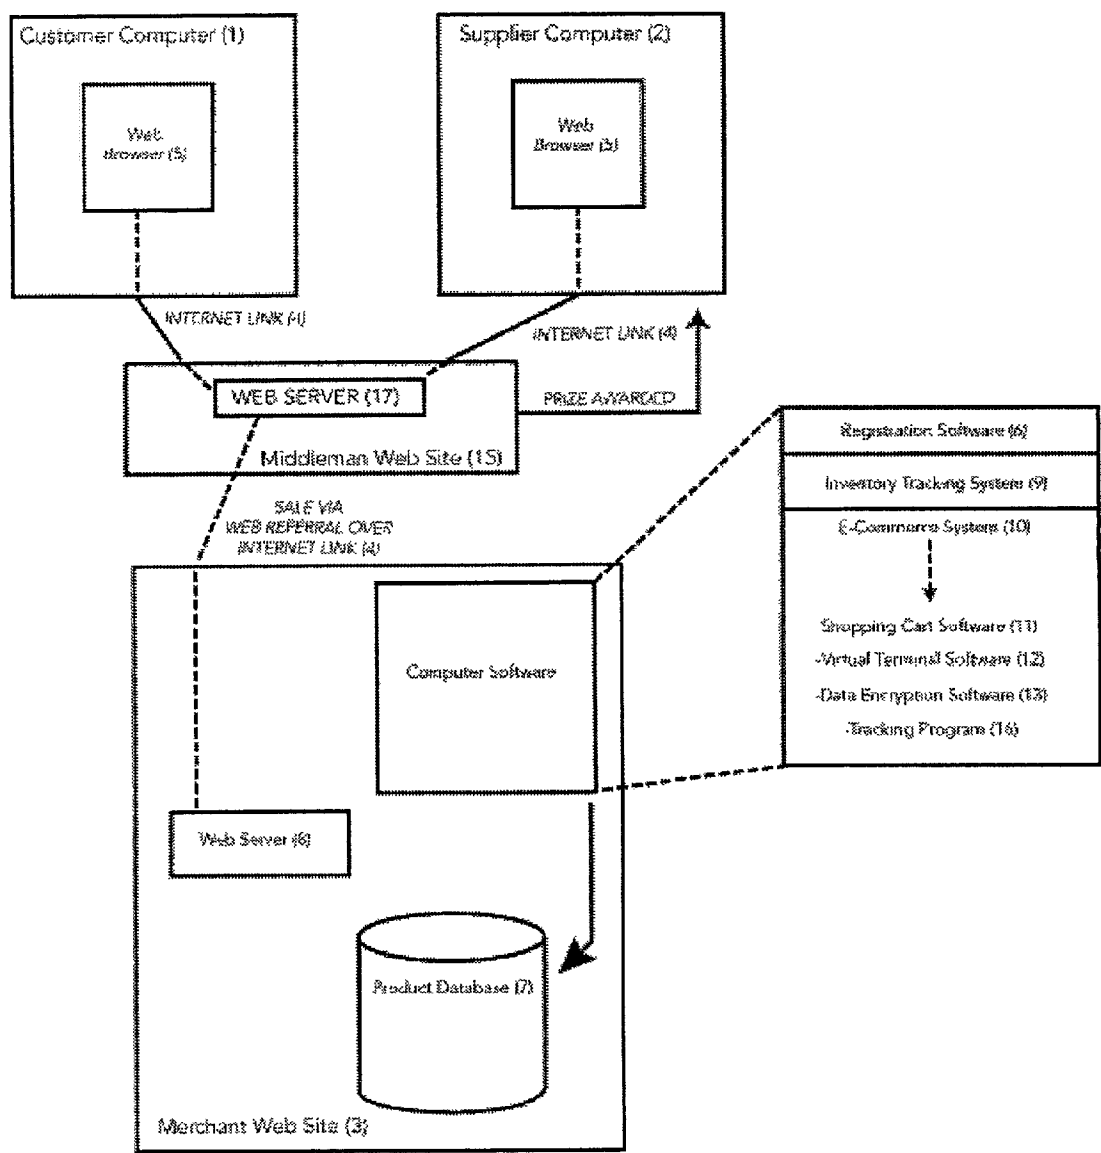 Customer Computer (1)
Web
Browser (5)
Supplier Computer (2)
Web
Browser (5)
INTERNET LINK (4)
INTERNET LINK (4)
WEB SERVER (17)
Middleman Web Site (15)
PRIZE AWARDED
SALE VIA
WEB REFERRAL OVER
INTERNET LINK (4)
Registration Software (6)
Inventory Tracking System (9)
E-Commerce System (10)
Shopping Cart Software (11)
-Virtual Terminal Software (12)
-Data Encryption Software (13)
-Tracking Program (16)
Computer Software
Web Server (8)
Product Database (7)
Merchant Web Site (3)